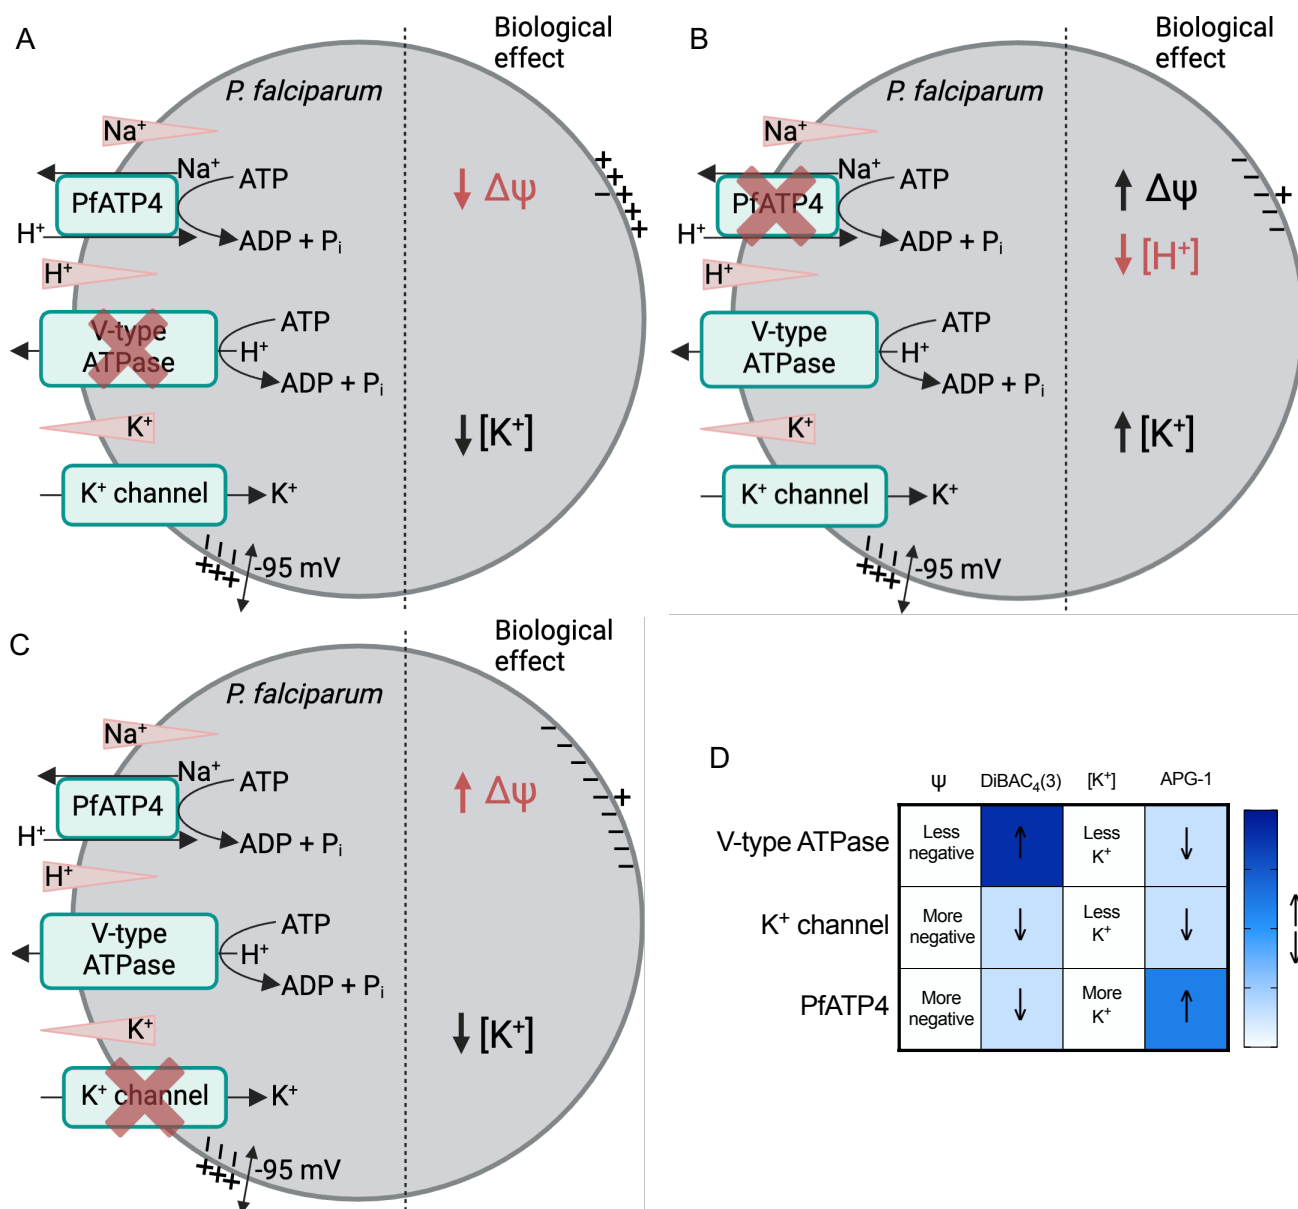 A
Biological
effect
P. falciparum
Na⁺
Na⁺
ATP
PfATP4
H⁺
ADP + Pᵢ
↓ Δψ
H⁺
V-type
ATPase
ATP
H⁺
ADP + Pᵢ
K⁺
↓ [K⁺]
K⁺ channel
K⁺
-95 mV
B
Biological
effect
P. falciparum
Na⁺
Na⁺
ATP
PfATP4
H⁺
ADP + Pᵢ
↑ Δψ
↓ [H⁺]
H⁺
V-type
ATPase
ATP
H⁺
ADP + Pᵢ
K⁺
↑ [K⁺]
K⁺ channel
K⁺
-95 mV
C
Biological
effect
P. falciparum
Na⁺
Na⁺
ATP
PfATP4
H⁺
ADP + Pᵢ
↑ Δψ
H⁺
V-type
ATPase
ATP
H⁺
ADP + Pᵢ
K⁺
↓ [K⁺]
K⁺ channel
K⁺
-95 mV
D
Ψ DiBAC₄(3) [K⁺] APG-1
V-type ATPase
Less
negative
↑
Less
K⁺
↓
K⁺ channel
More
negative
↓
Less
K⁺
↓
PfATP4
More
negative
↓
More
K⁺
↑